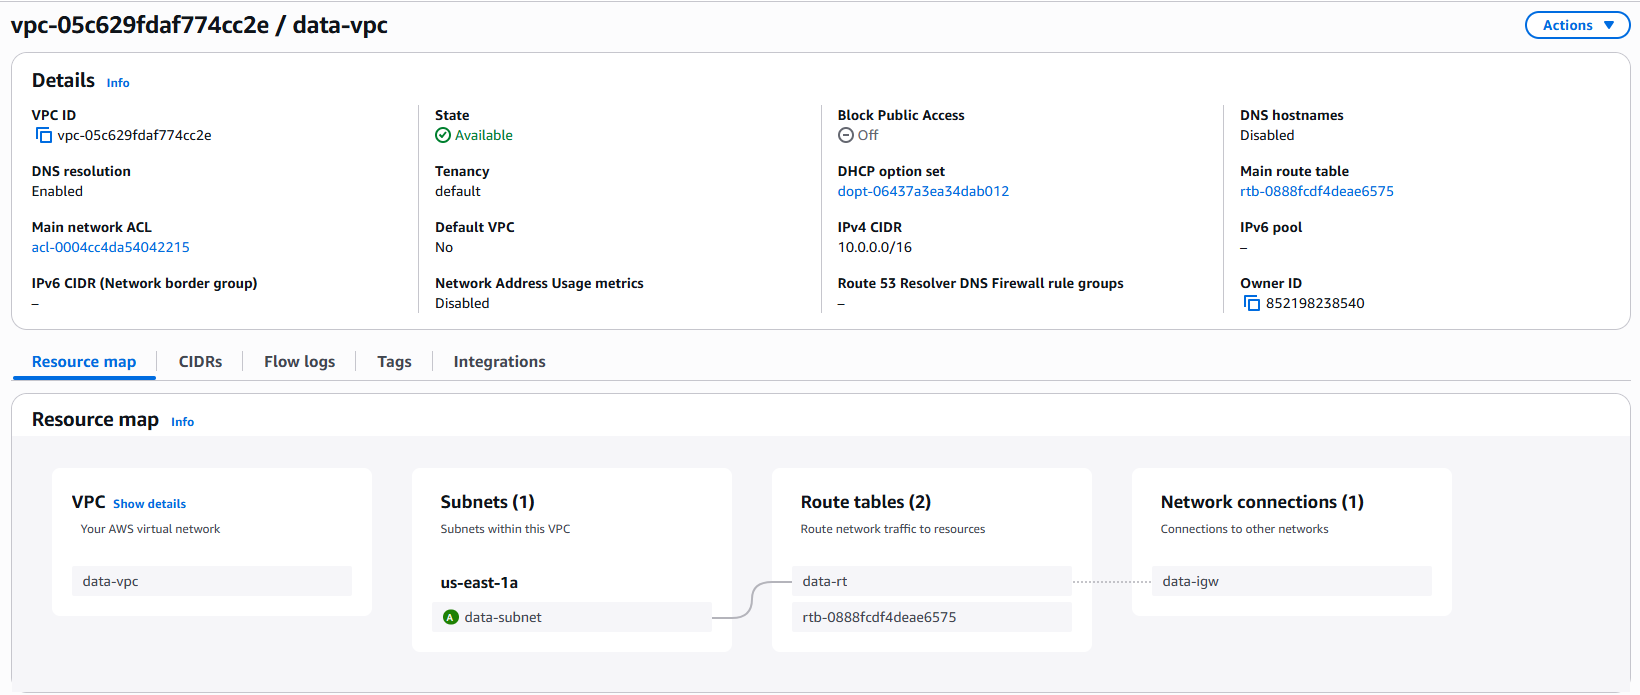 vpc-05c629fdaf774cc2e / data-vpc
Actions
Details Info
VPC ID
vpc-05c629fdaf774cc2e
State
Available
Block Public Access
Off
DNS hostnames
Disabled
DNS resolution
Enabled
Tenancy
default
DHCP option set
dopt-06437a3ea34dab012
Main route table
rtb-0888fcdf4deae6575
Main network ACL
acl-0004cc4da54042215
Default VPC
No
IPv4 CIDR
10.0.0.0/16
IPv6 pool
–
IPv6 CIDR (Network border group)
–
Network Address Usage metrics
Disabled
Route 53 Resolver DNS Firewall rule groups
–
Owner ID
852198238540
Resource map
CIDRs
Flow logs
Tags
Integrations
Resource map Info
VPC Show details
Your AWS virtual network
data-vpc
Subnets (1)
Subnets within this VPC
us-east-1a
A data-subnet
Route tables (2)
Route network traffic to resources
data-rt
rtb-0888fcdf4deae6575
Network connections (1)
Connections to other networks
data-igw